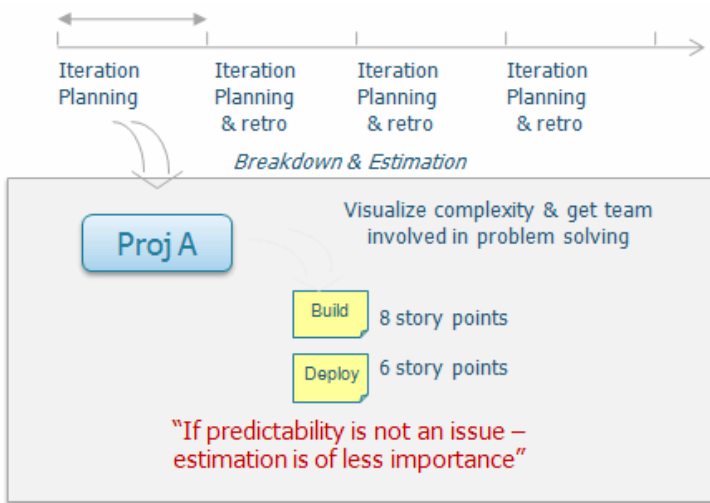 Iteration
Planning
Iteration
Planning
& retro
Iteration
Planning
& retro
Iteration
Planning
& retro
Breakdown & Estimation
Visualize complexity & get team
involved in problem solving
Proj A
Build
8 story points
Deploy
6 story points
“If predictability is not an issue –
estimation is of less importance”